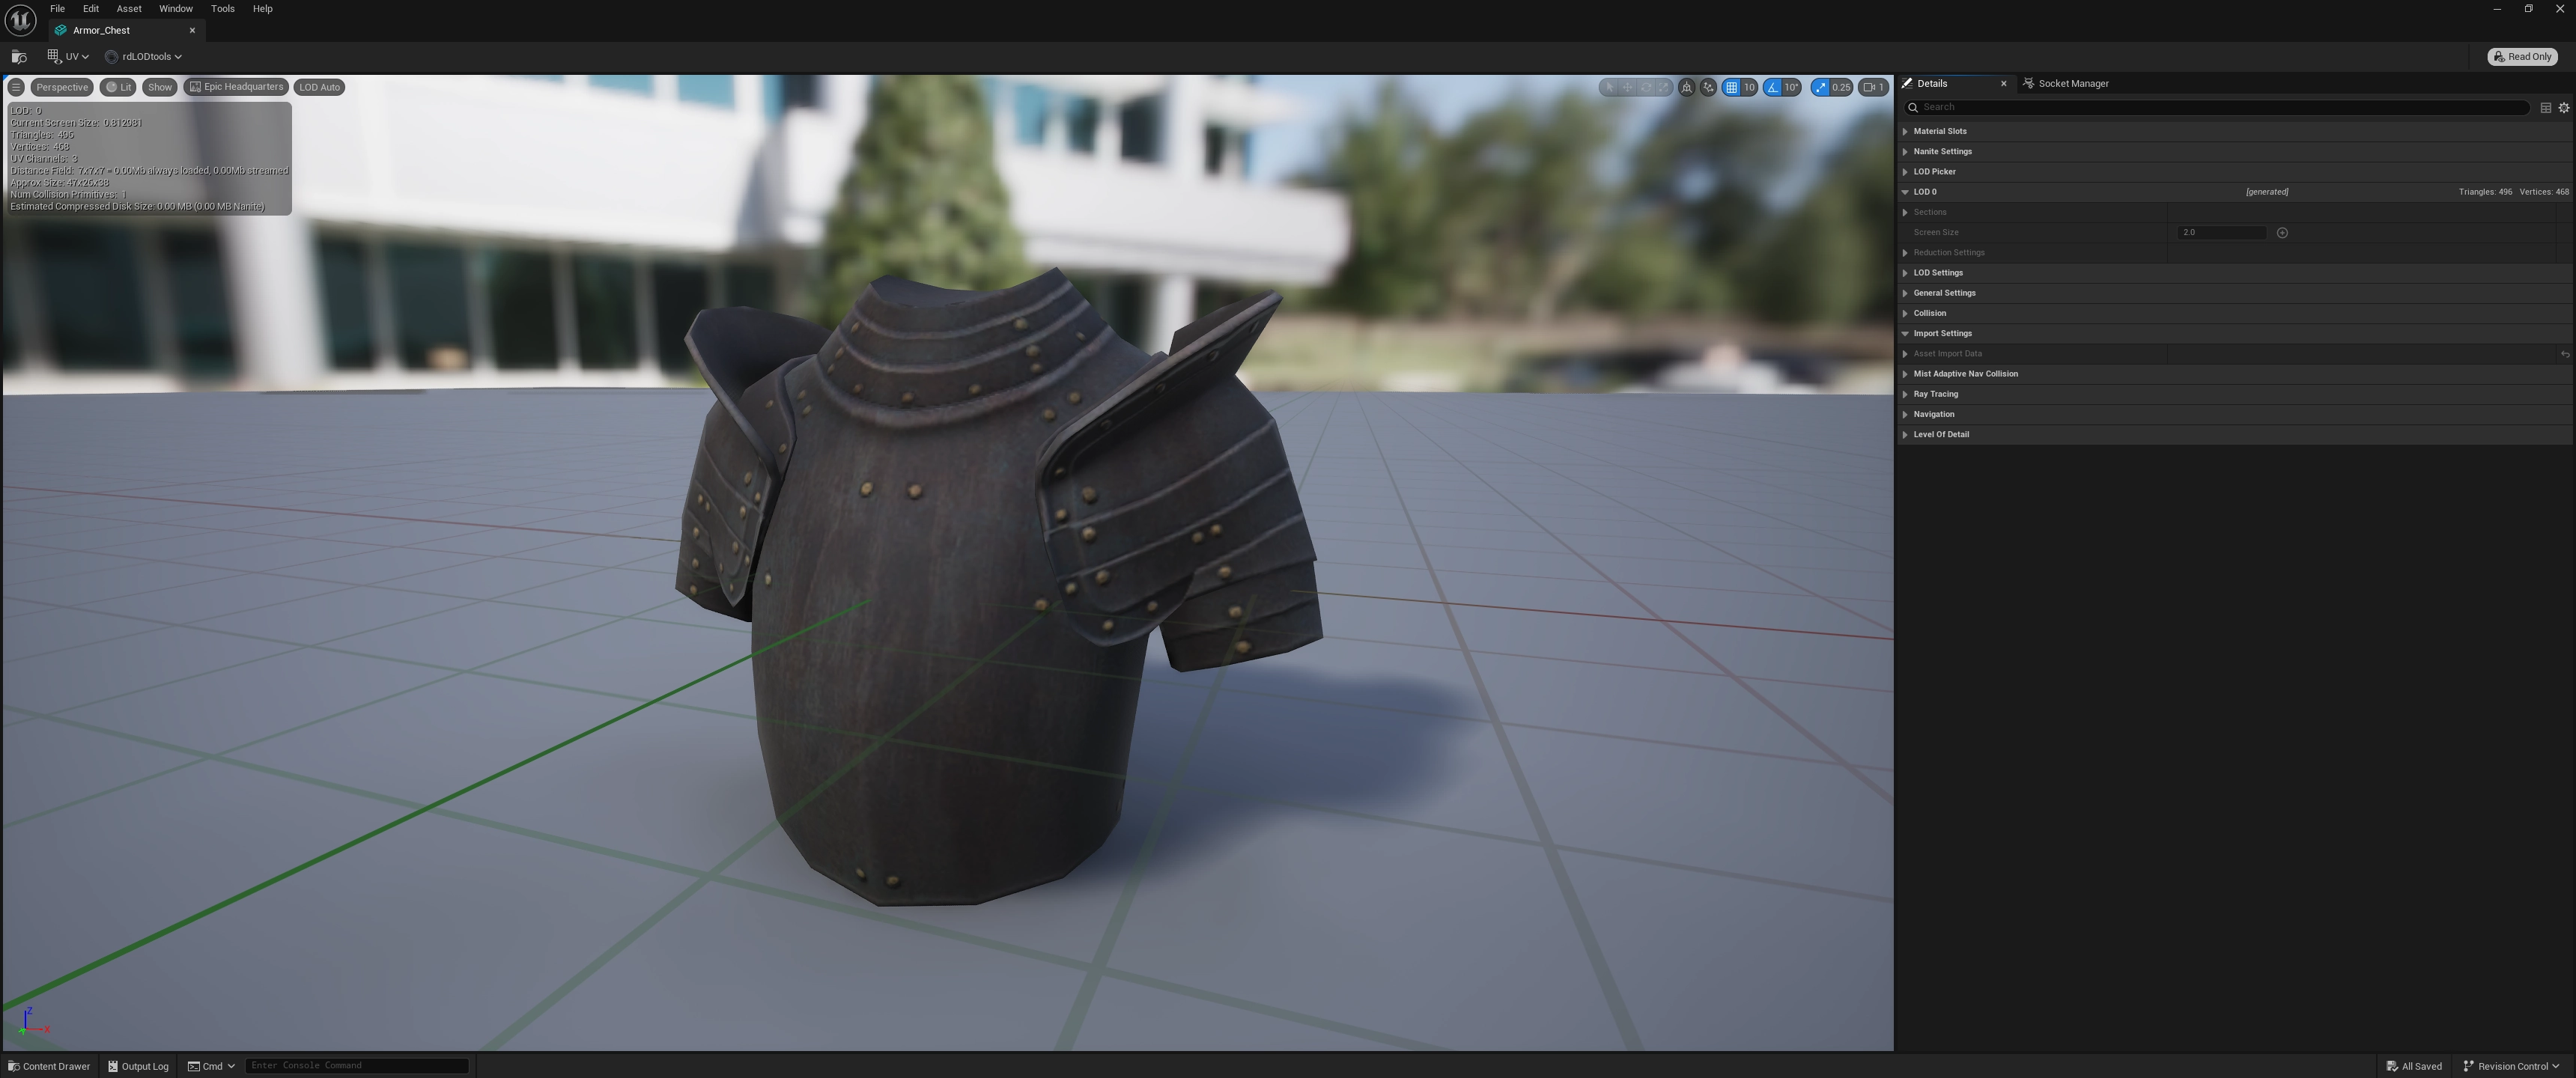 File Edit Asset Window Tools Help
Armor_Chest
UV rdLODtools Read Only
Perspective Lit Show Epic Headquarters LOD Auto 10 10° 0.25 1
LOD: 0
Current Screen Size: 0.812981
Triangles: 496
Vertices: 468
UV Channels: 3
Distance Field: 7x7x7 = 0.00Mb always loaded, 0.00Mb streamed
Approx Size: 47x26x38
Num Collision Primitives: 1
Estimated Compressed Disk Size: 0.00 MB (0.00 MB Nanite)
Z
X
Details Socket Manager
Search
Material Slots
Nanite Settings
LOD Picker
LOD 0 [generated] Triangles: 496 Vertices: 468
Sections
Screen Size 2.0
Reduction Settings
LOD Settings
General Settings
Collision
Import Settings
Asset Import Data
Mist Adaptive Nav Collision
Ray Tracing
Navigation
Level Of Detail
Content Drawer Output Log Cmd Enter Console Command All Saved Revision Control